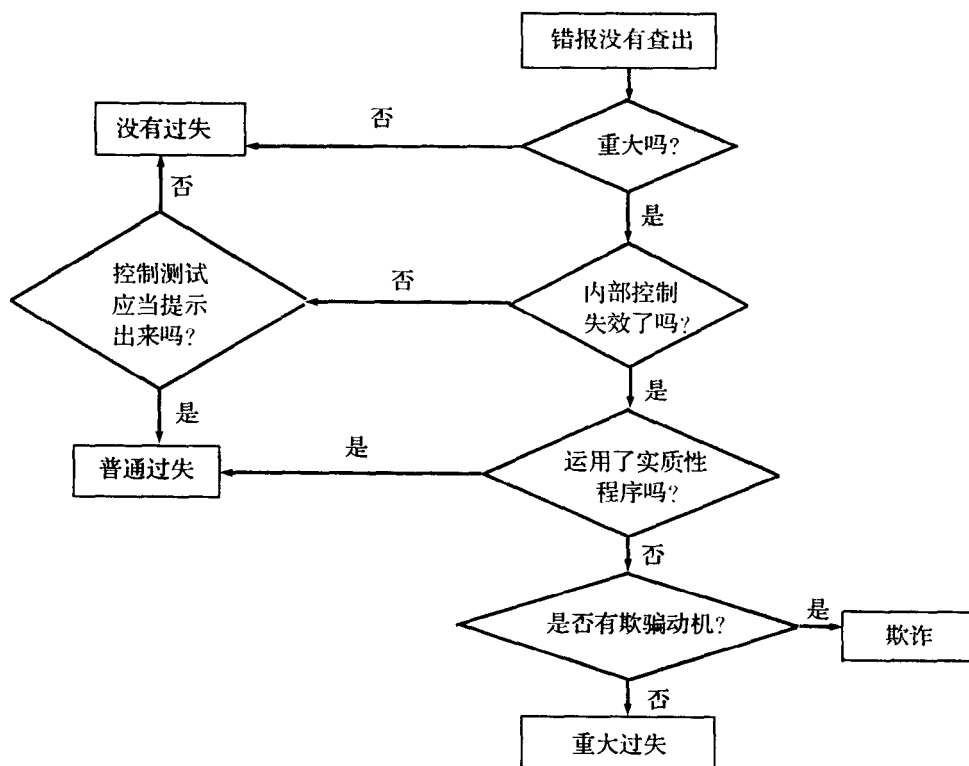 错报没有查出
没有过失
否
重大吗?
否
是
控制测试
应当提示
出来吗?
否
内部控制
失效了吗?
是
是
普通过失
是
运用了实质性
程序吗?
否
是否有欺骗动机?
是
欺诈
否
重大过失